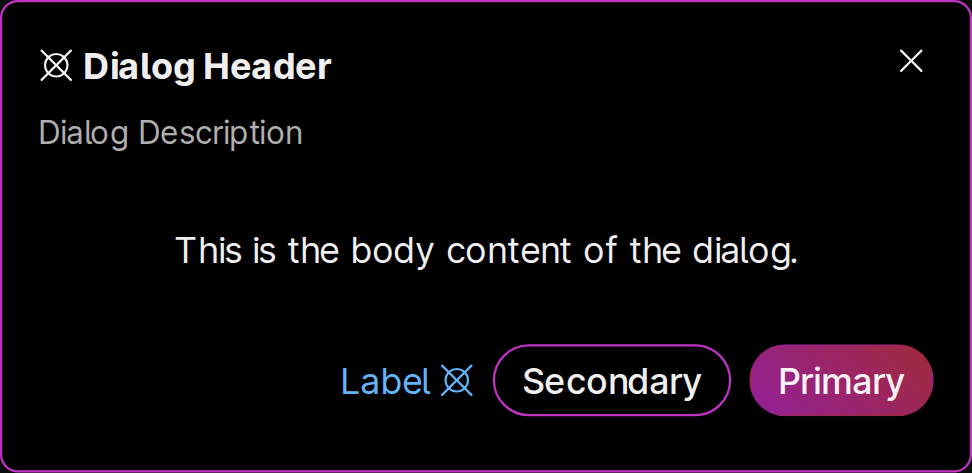 Dialog Header
Dialog Description
This is the body content of the dialog.
Label Secondary Primary